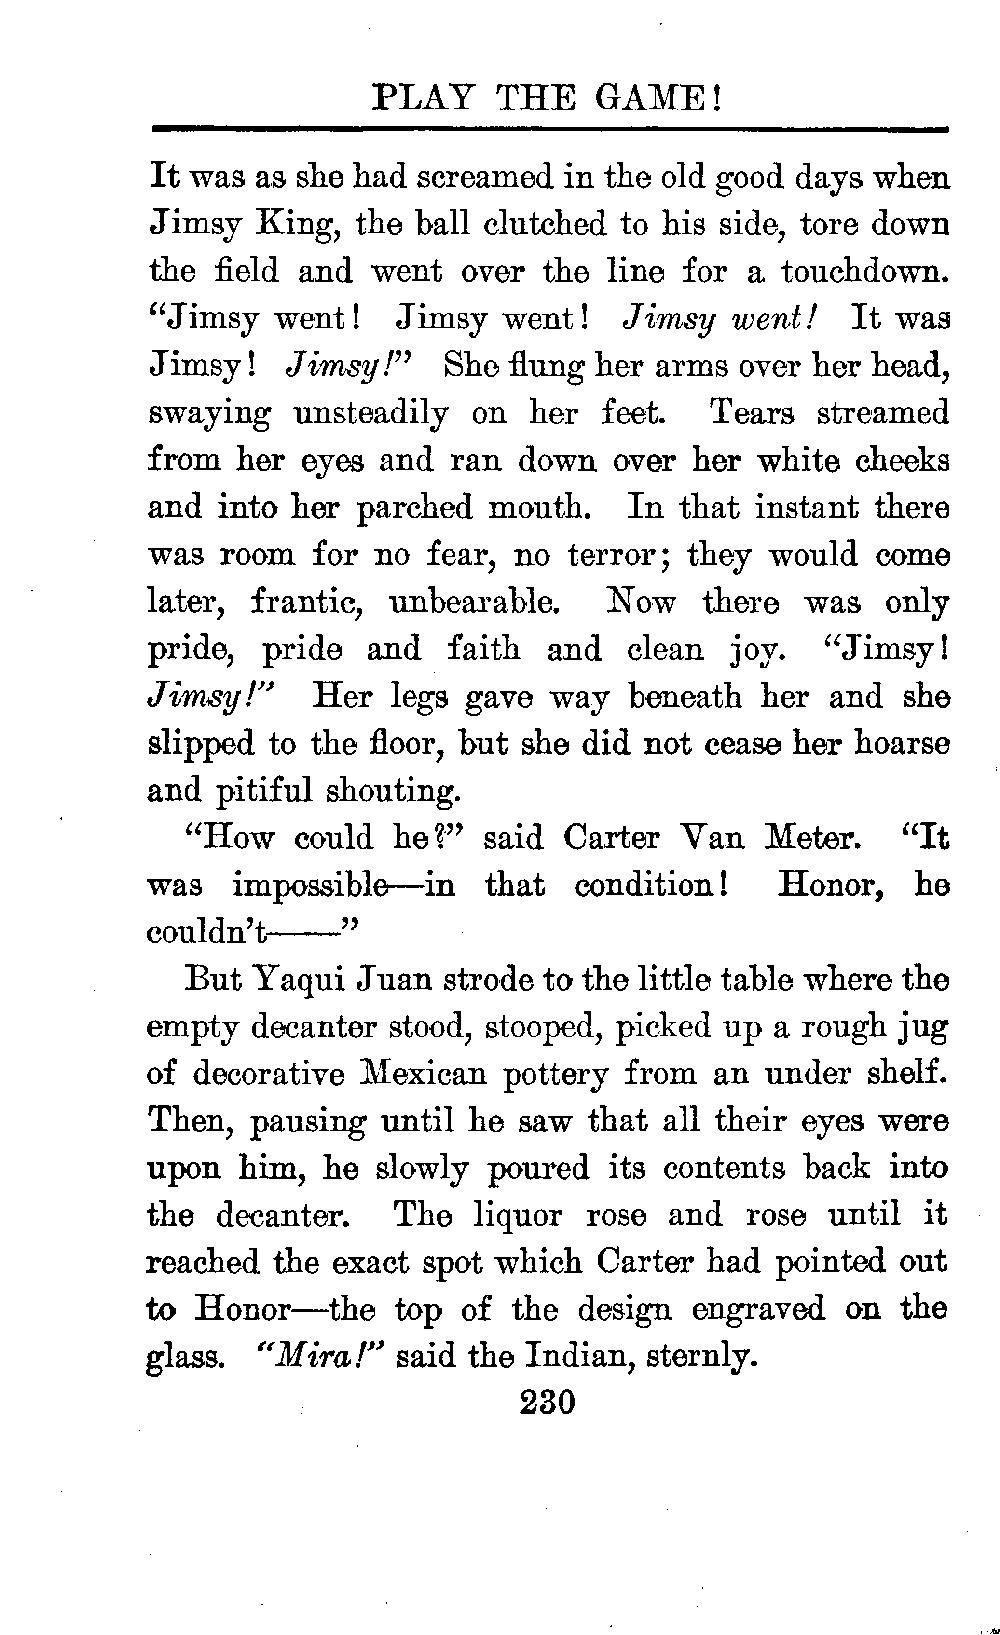 PLAY THE GAME!
It was as she had screamed in the old good days when
Jimsy King, the ball clutched to his side, tore down
the field and went over the line for a touchdown.
“Jimsy went! Jimsy went! Jimsy went! It was
Jimsy! Jimsy!” She flung her arms over her head,
swaying unsteadily on her feet. Tears streamed
from her eyes and ran down over her white cheeks
and into her parched mouth. In that instant there
was room for no fear, no terror; they would come
later, frantic, unbearable. Now there was only
pride, pride and faith and clean joy. “Jimsy!
Jimsy!” Her legs gave way beneath her and she
slipped to the floor, but she did not cease her hoarse
and pitiful shouting.
“How could he?” said Carter Van Meter. “It
was impossible—in that condition! Honor, he
couldn't——”
But Yaqui Juan strode to the little table where the
empty decanter stood, stooped, picked up a rough jug
of decorative Mexican pottery from an under shelf.
Then, pausing until he saw that all their eyes were
upon him, he slowly poured its contents back into
the decanter. The liquor rose and rose until it
reached the exact spot which Carter had pointed out
to Honor—the top of the design engraved on the
glass. “Mira!” said the Indian, sternly.
230